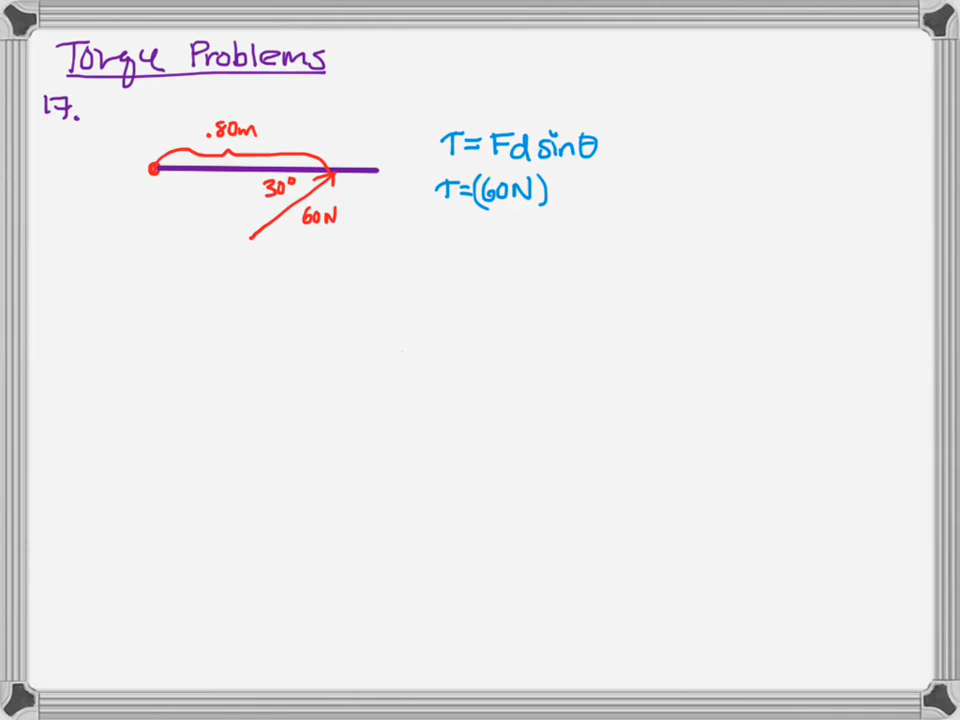 Torque Problems
17.
.80m
30°
60N
τ= Fd sinθ
τ=(60N)